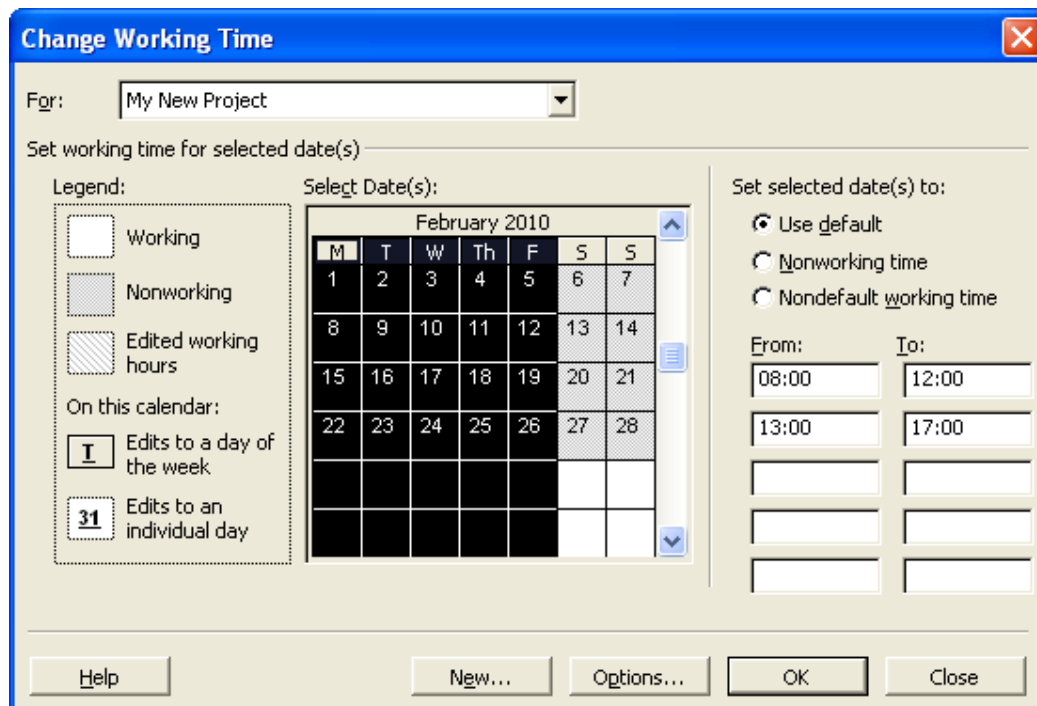 Change Working Time
For: My New Project
Set working time for selected date(s)
Legend:
Working
Nonworking
Edited working
hours
On this calendar:
T Edits to a day of
the week
31 Edits to an
individual day
Select Date(s):
February 2010
M T W Th F S S
1 2 3 4 5 6 7
8 9 10 11 12 13 14
15 16 17 18 19 20 21
22 23 24 25 26 27 28
Set selected date(s) to:
Use default
Nonworking time
Nondefault working time
From: To:
08:00 12:00
13:00 17:00
Help New... Options... OK Close